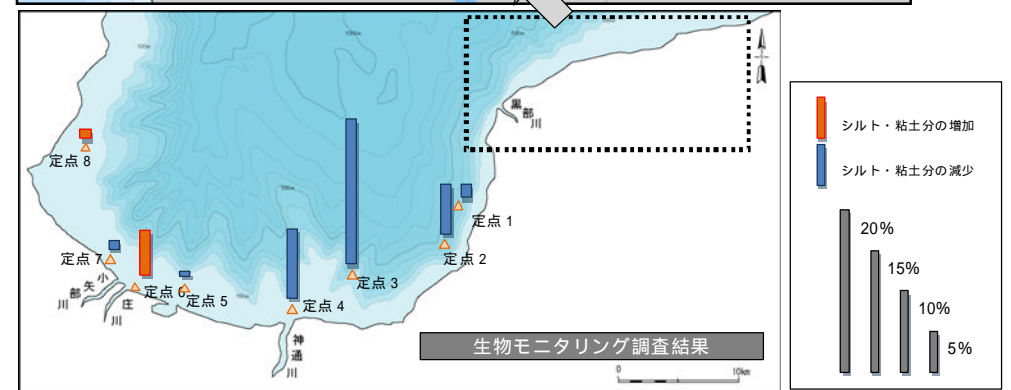 黒部川
シルト・粘土分の増加
シルト・粘土分の減少
定点 8
定点 1
定点 2
定点 7
定点 3
定点 6
定点 5
定点 4
小矢部川
庄川
神通川
20%
15%
10%
5%
生物モニタリング調査結果
0 10km